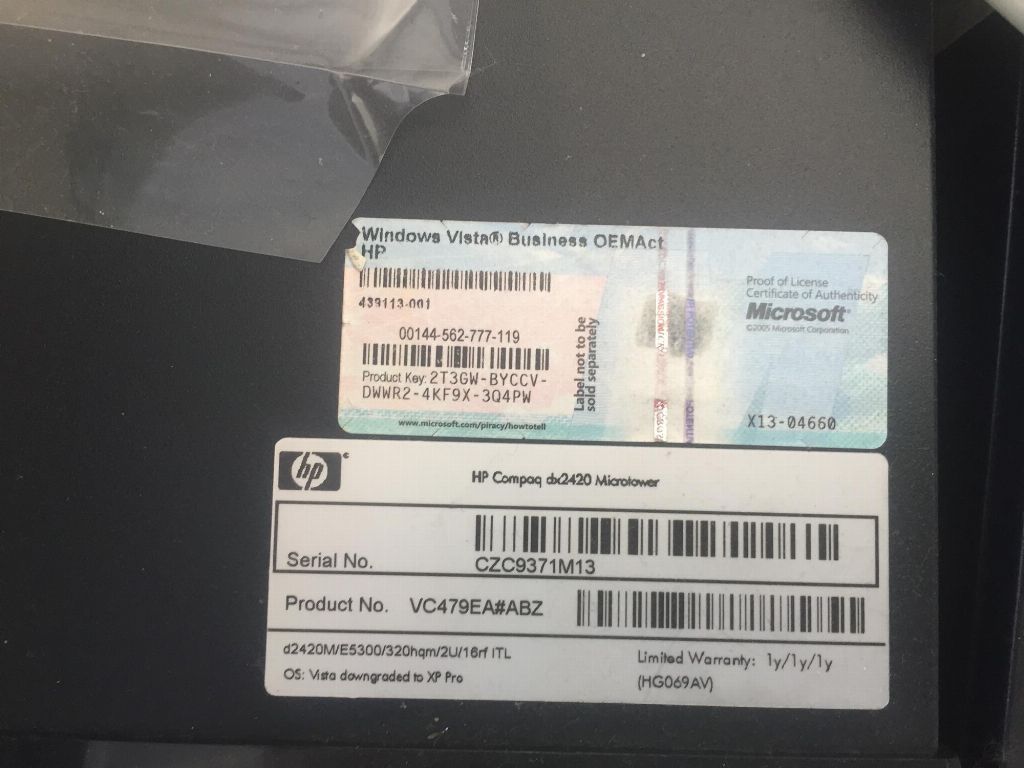 Windows Vista® Business OEMAct
HP
439113-001
00144-562-777-119
Product Key: 2T3GW-BYCCV-
DWWR2-4KF9X-3Q4PW
www.microsoft.com/piracy/howtotell
Label not to be
sold separately
Proof of License
Certificate of Authenticity
Microsoft®
©2005 Microsoft Corporation
X13-04660
hp
HP Compaq dx2420 Microtower
Serial No.
CZC9371M13
Product No. VC479EA#ABZ
d2420M/E5300/320hqm/2U/16rf ITL
OS: Vista downgraded to XP Pro
Limited Warranty: 1y/1y/1y
(HG069AV)